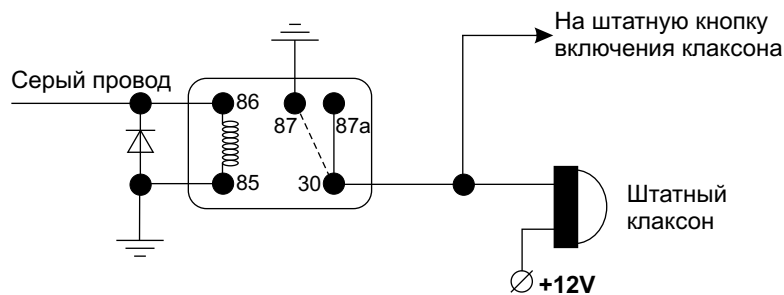 На штатную кнопку
включения клаксона
Серый провод
86
87
87a
85
30
Штатный
клаксон
+12V